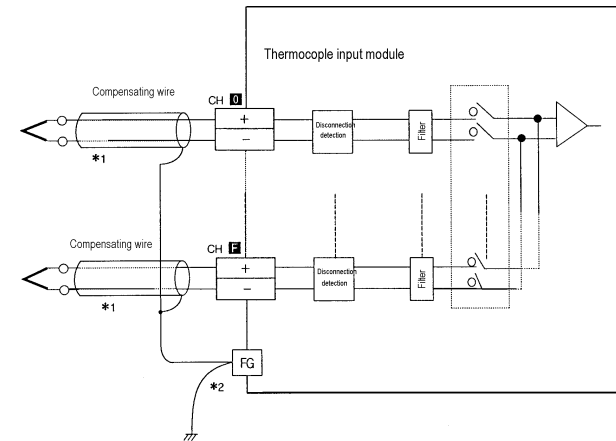 Thermocople input module
Compensating wire
CH 0
+
−
Disconnection
detection
Filter
*1
Compensating wire
CH F
+
−
Disconnection
detection
Filter
*1
FG
*2